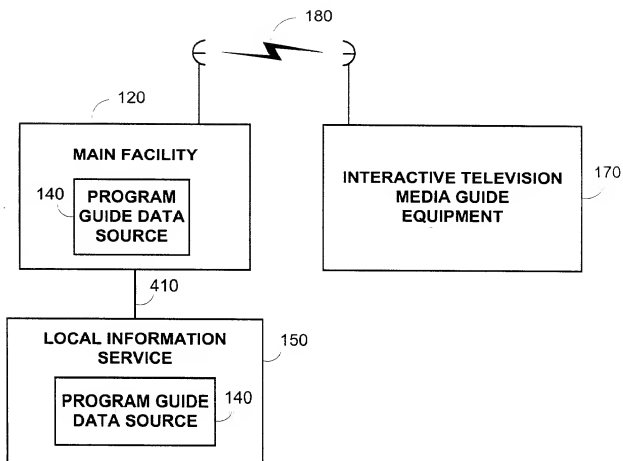 180
120
MAIN FACILITY
140
PROGRAM
GUIDE DATA
SOURCE
INTERACTIVE TELEVISION
MEDIA GUIDE
EQUIPMENT
170
410
LOCAL INFORMATION
SERVICE
150
PROGRAM GUIDE
DATA SOURCE
140